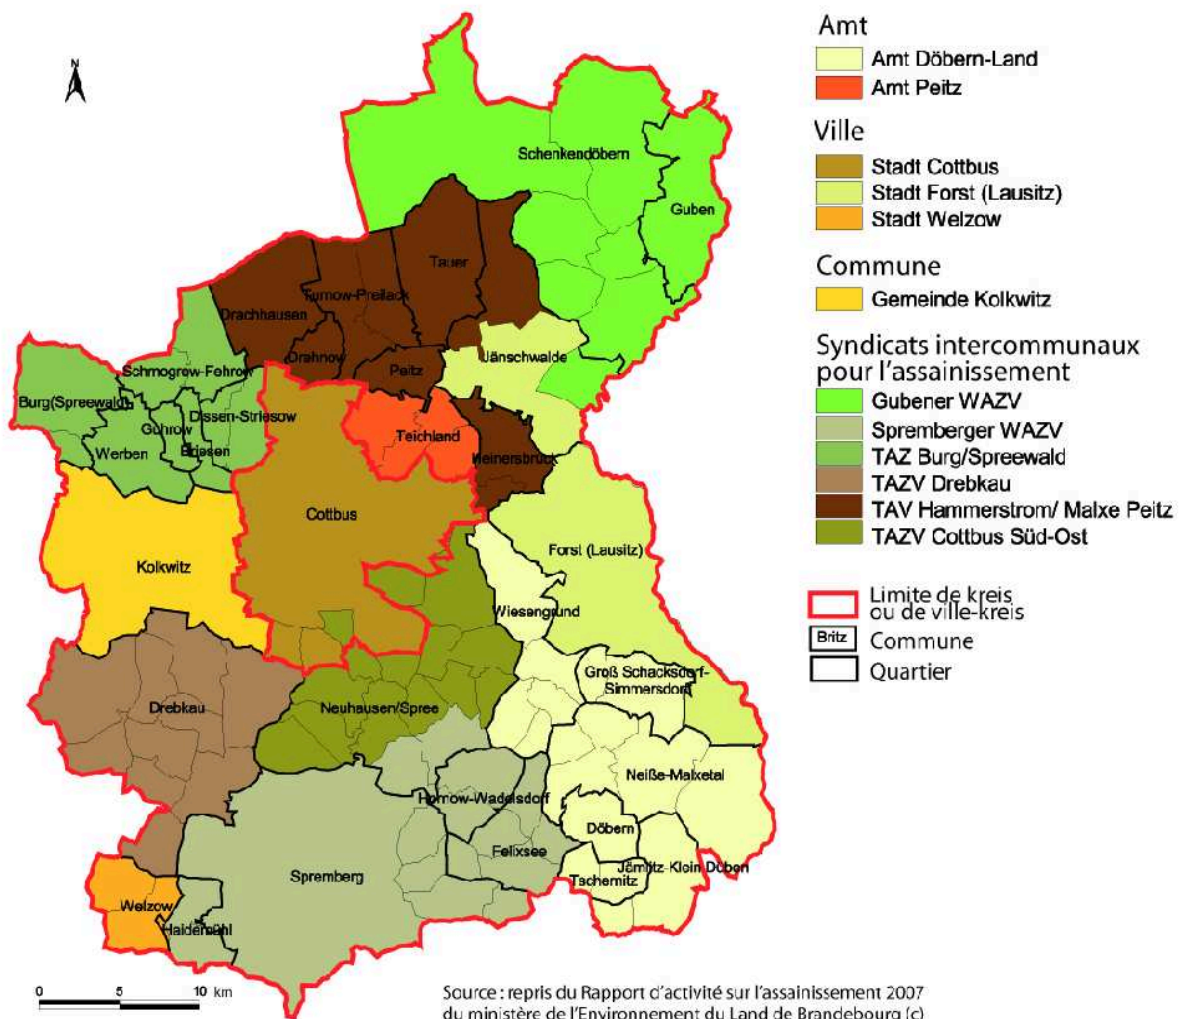 N
Schenkendöbern
Guben
Tauer
Turnow-Preilack
Drachhausen
Drehnow
Peitz
Jänschwalde
Schmogrow-Fehrow
Burg(Spreewald)
Dissen-Striesow
Guhrow
Werben
Briesen
Teichland
Heinersbrück
Cottbus
Kolkwitz
Forst (Lausitz)
Wiesengrund
Groß Schacksdorf-
Simmersdorf
Drebkau
Neuhausen/Spree
Neiße-Malxetal
Hornow-Wadelsdorf
Döbern
Felixsee
Jämlitz-Klein Düben
Tschernitz
Spremberg
Welzow
Haidemühl
0 5 10 km
Amt
Amt Döbern-Land
Amt Peitz
Ville
Stadt Cottbus
Stadt Forst (Lausitz)
Stadt Welzow
Commune
Gemeinde Kolkwitz
Syndicats intercommunaux
pour l'assainissement
Gubener WAZV
Spremberger WAZV
TAZ Burg/Spreewald
TAZV Drebkau
TAV Hammerstrom/ Malxe Peitz
TAZV Cottbus Süd-Ost
Limite de kreis
ou de ville-kreis
Britz Commune
Quartier
Source : repris du Rapport d'activité sur l'assainissement 2007
du ministère de l'Environnement du Land de Brandebourg (c)